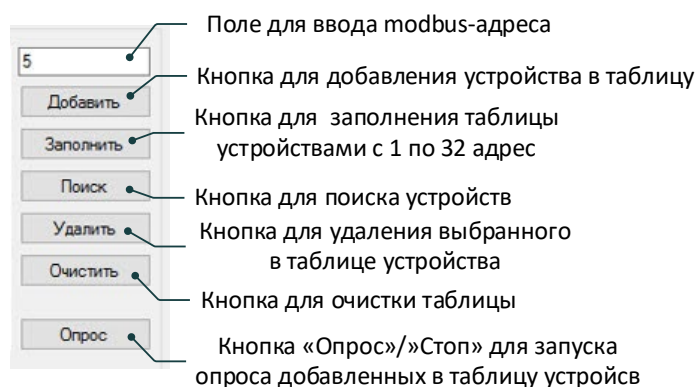 Поле для ввода modbus-адреса
5
Кнопка для добавления устройства в таблицу
Добавить
Кнопка для заполнения таблицы
устройствами с 1 по 32 адрес
Заполнить
Поиск
Кнопка для поиска устройств
Удалить
Кнопка для удаления выбранного
в таблице устройства
Очистить
Кнопка для очистки таблицы
Опрос
Кнопка «Опрос»/»Стоп» для запуска
опроса добавленных в таблицу устройсв